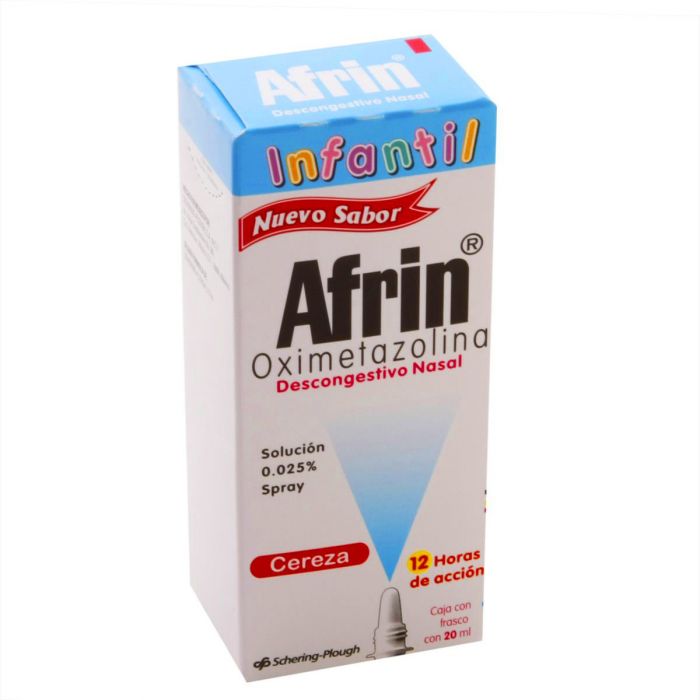 Afrin®
Descongestivo Nasal
Infantil
Nuevo Sabor
Afrin®
Oximetazolina
Descongestivo Nasal
Solución
0.025%
Spray
Cereza
12 Horas
de acción
Caja con
frasco
con 20 ml
Schering-Plough